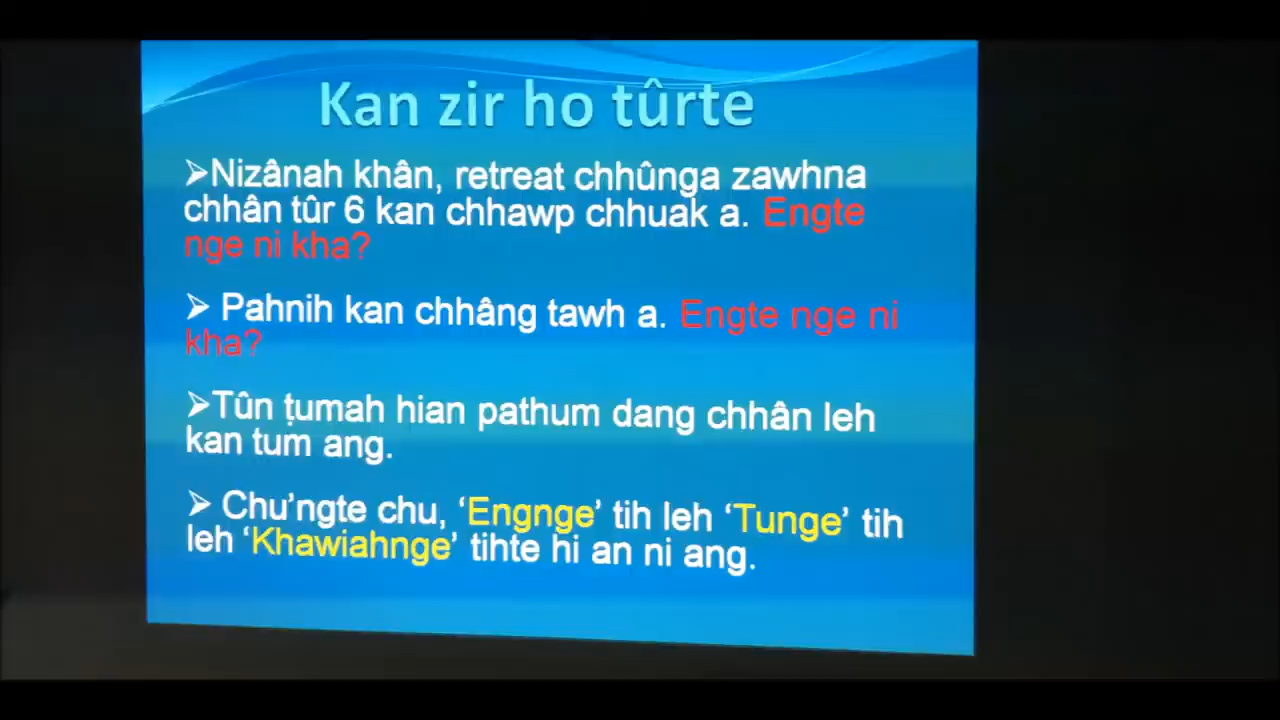 Kan zir ho tûrte
➢Nizânah khân, retreat chhûnga zawhna
chhân tûr 6 kan chhawp chhuak a. Engte
nge ni kha?
➢ Pahnih kan chhâng tawh a. Engte nge ni
kha?
➢Tûn ṭumah hian pathum dang chhân leh
kan tum ang.
➢ Chu’ngte chu, ‘Engnge’ tih leh ‘Tunge’ tih
leh ‘Khawiahnge’ tihte hi an ni ang.